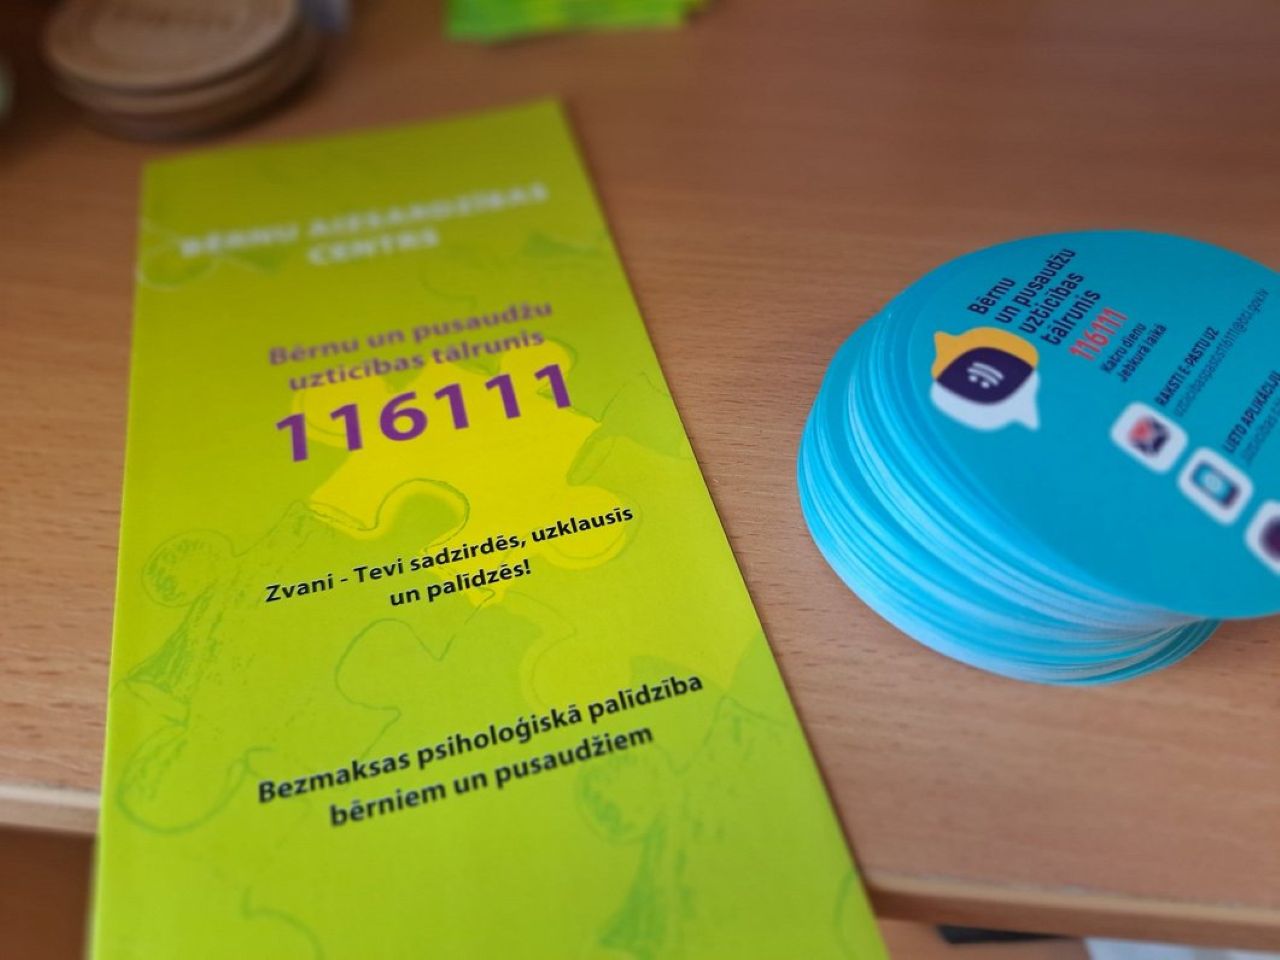 BĒRNU AIZSARDZĪBAS
CENTRS
Bērnu un pusaudžu
uzticības tālrunis
116111
Zvani - Tevi sadzirdēs, uzklausīs
un palīdzēs!
Bezmaksas psiholoģiskā palīdzība
bērniem un pusaudžiem
Bērnu
un pusaudžu
uzticības
tālrunis
116111
Katru dienu
Jebkurā laikā
RAKSTI E-PASTU UZ
LIETO APLIKĀCIJU